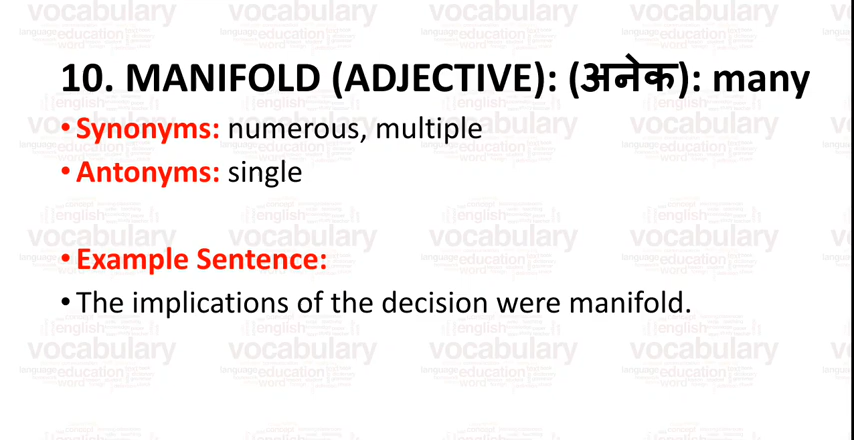 10. MANIFOLD (ADJECTIVE): (अनेक): many
• Synonyms: numerous, multiple
• Antonyms: single
• Example Sentence:
• The implications of the decision were manifold.